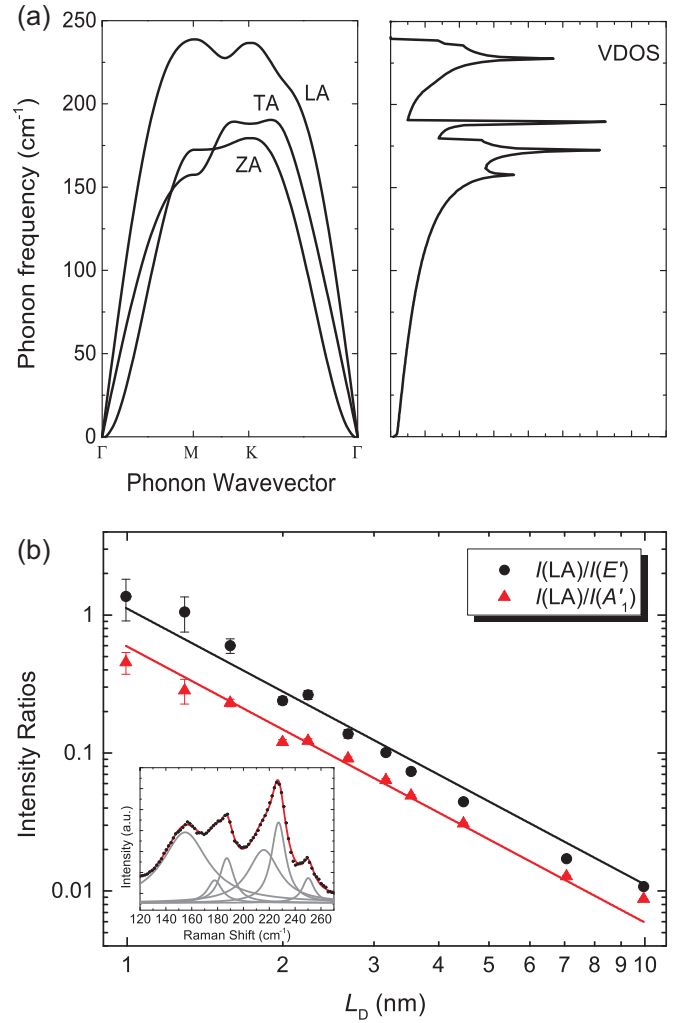 (a)
250
200
150
100
50
0
Phonon frequency (cm⁻¹)
LA
TA
ZA
Γ M K Γ
Phonon Wavevector
VDOS
(b)
1
0.1
0.01
Intensity Ratios
I(LA)/I(E′)
I(LA)/I(A′₁)
Intensity (a.u.)
120 140 160 180 200 220 240 260
Raman Shift (cm⁻¹)
1 2 3 4 5 6 7 8 9 10
L_D (nm)